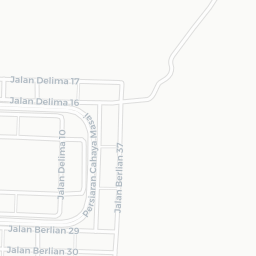 Jalan Delima 17
Jalan Delima 16
Jalan Delima 10
Persiaran Cahaya Masai
Jalan Berlian 37
Jalan Berlian 29
Jalan Berlian 30